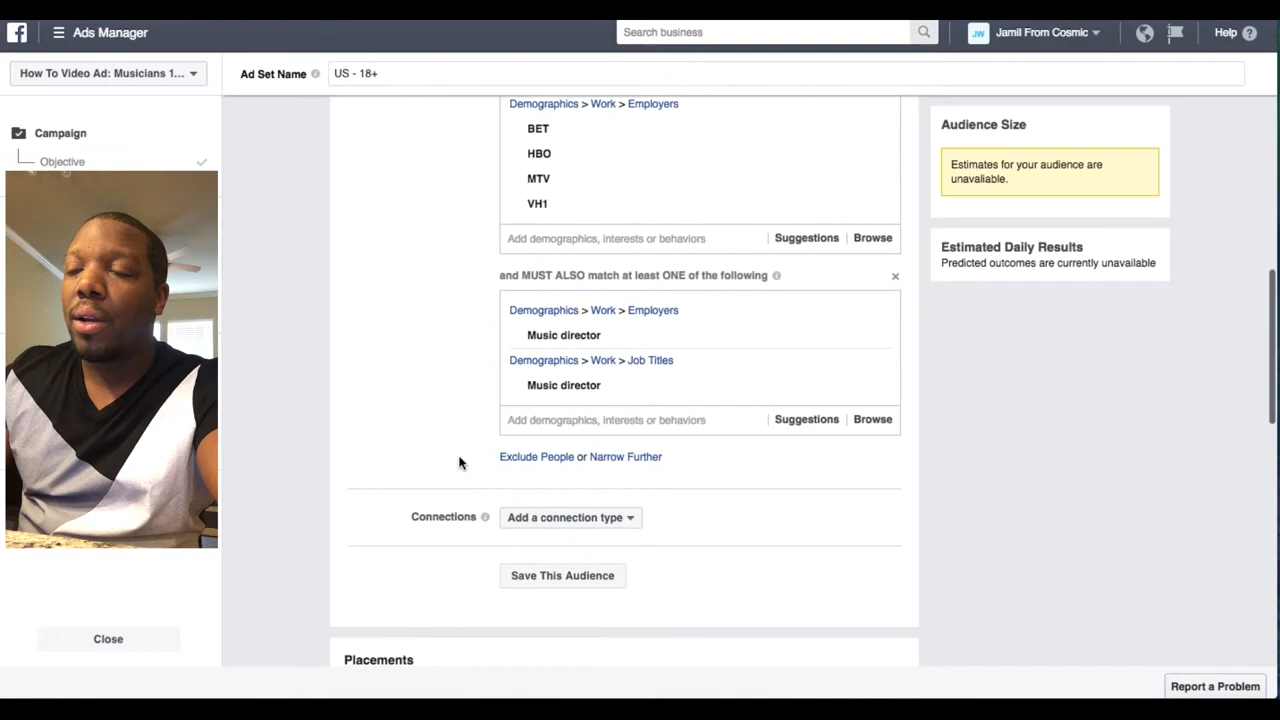 Ads Manager
Search business
JW
Jamil From Cosmic
Help
How To Video Ad: Musicians 1...
Ad Set Name
US - 18+
Campaign
Objective
Demographics > Work > Employers
BET
HBO
MTV
VH1
Add demographics, interests or behaviors
Suggestions
Browse
and MUST ALSO match at least ONE of the following
Demographics > Work > Employers
Music director
Demographics > Work > Job Titles
Music director
Add demographics, interests or behaviors
Suggestions
Browse
Exclude People or Narrow Further
Connections
Add a connection type
Save This Audience
Placements
Audience Size
Estimates for your audience are
unavaliable.
Estimated Daily Results
Predicted outcomes are currently unavailable
Close
Report a Problem